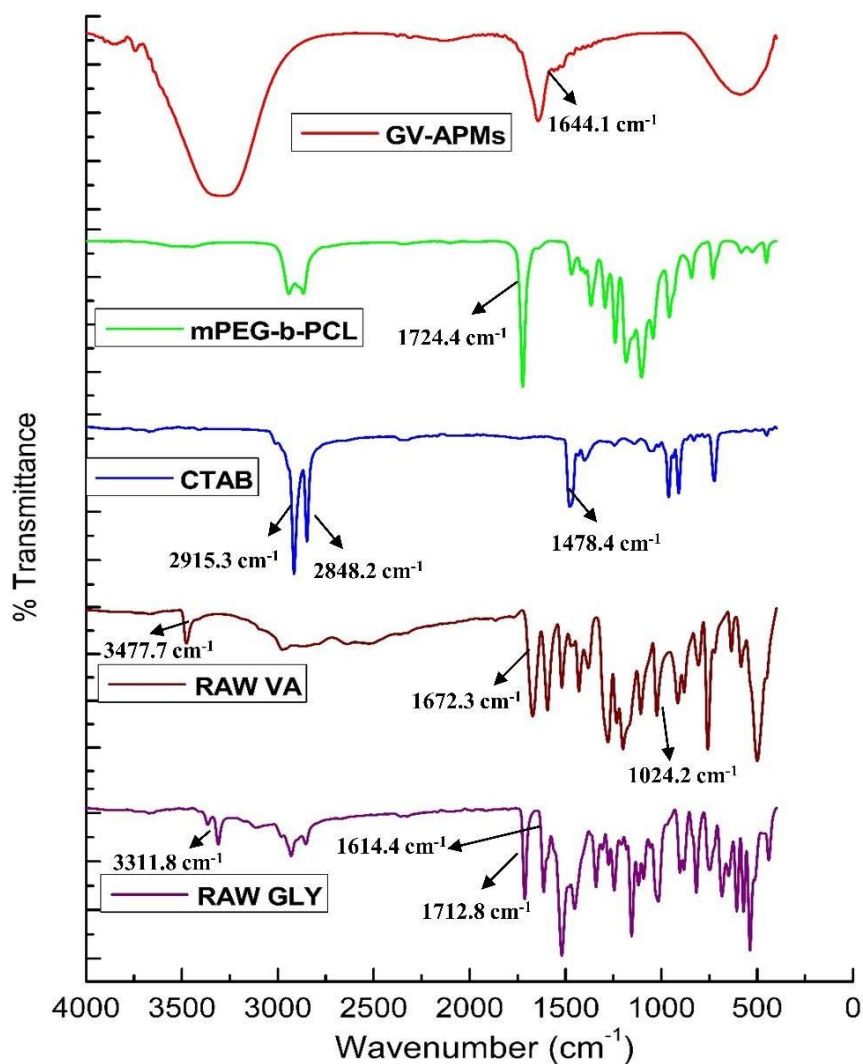 GV-APMs
1644.1 cm⁻¹
mPEG-b-PCL
1724.4 cm⁻¹
CTAB
2915.3 cm⁻¹
2848.2 cm⁻¹
1478.4 cm⁻¹
3477.7 cm⁻¹
RAW VA
1672.3 cm⁻¹
1024.2 cm⁻¹
3311.8 cm⁻¹
RAW GLY
1614.4 cm⁻¹
1712.8 cm⁻¹
% Transmittance
4000 3500 3000 2500 2000 1500 1000 500 0
Wavenumber (cm⁻¹)